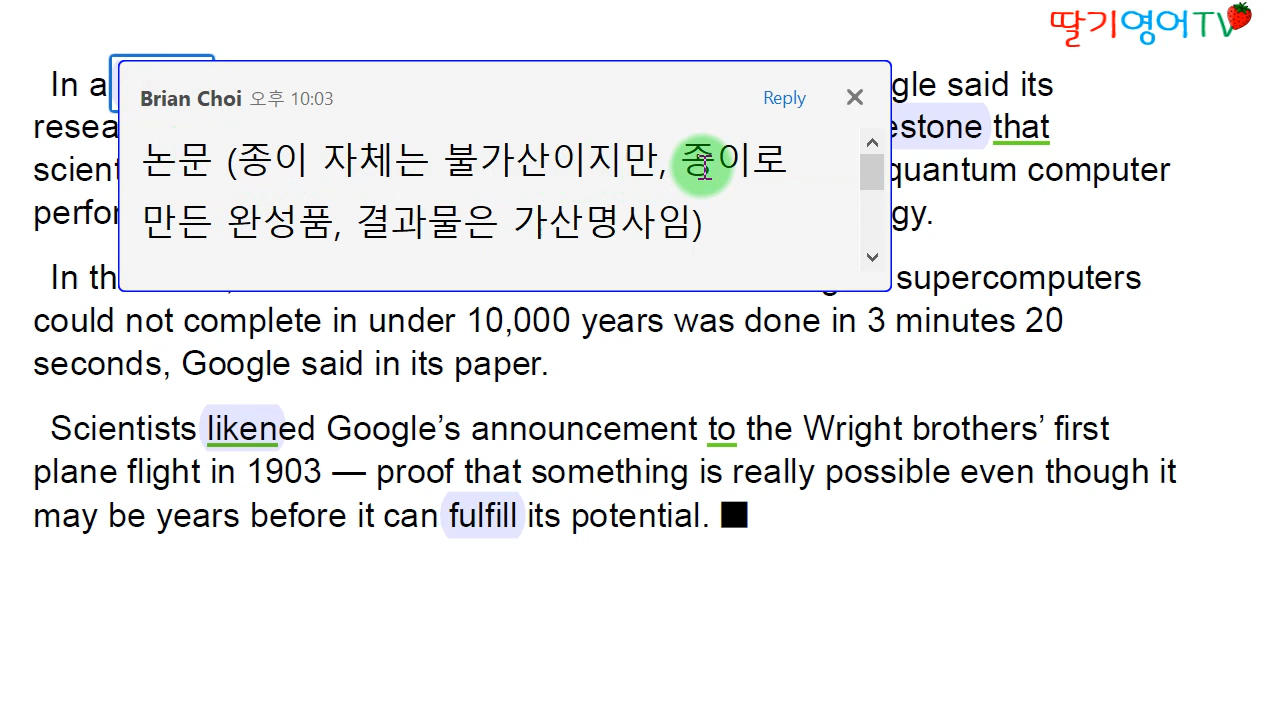 딸기영어TV
In a
gle said its
Brian Choi 오후 10:03 Reply
resea
estone that
논문 (종이 자체는 불가산이지만, 종이로
scient
quantum computer
만든 완성품, 결과물은 가산명사임)
perfor
gy.
In th
supercomputers
could not complete in under 10,000 years was done in 3 minutes 20
seconds, Google said in its paper.
Scientists likened Google’s announcement to the Wright brothers’ first
plane flight in 1903 — proof that something is really possible even though it
may be years before it can fulfill its potential. ■